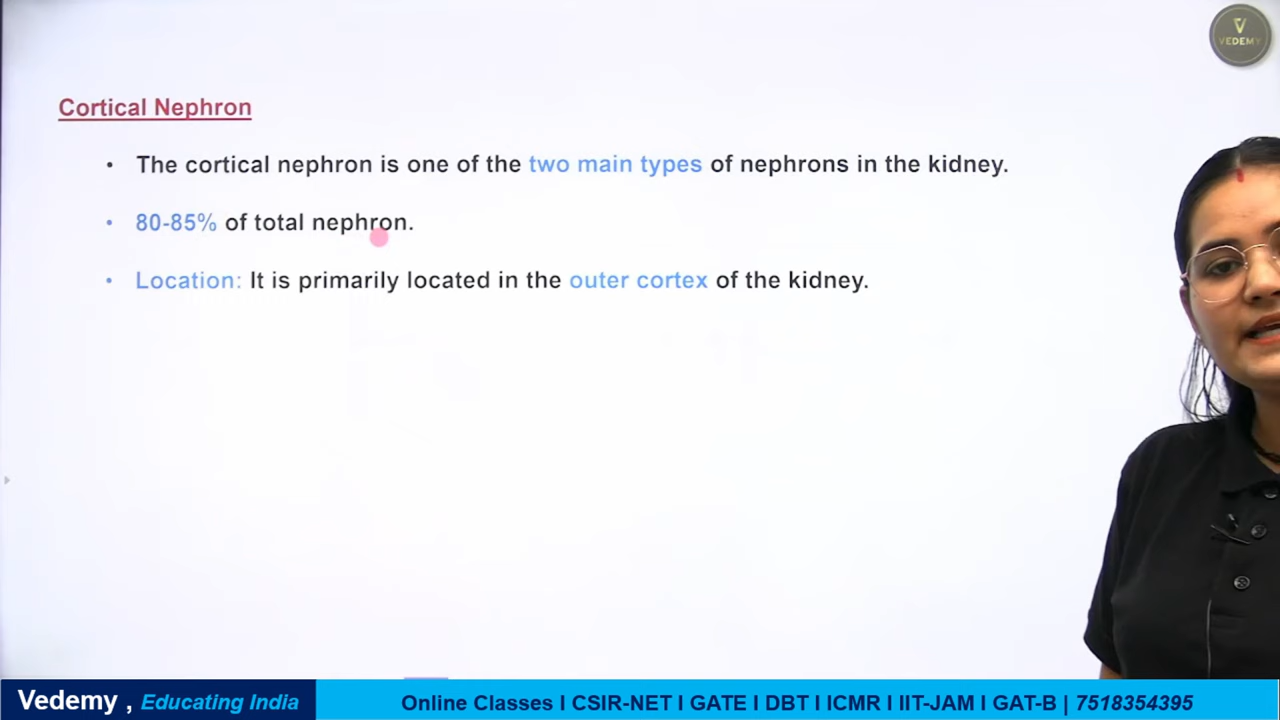 VEDEMY
Cortical Nephron
• The cortical nephron is one of the two main types of nephrons in the kidney.
• 80-85% of total nephron.
• Location: It is primarily located in the outer cortex of the kidney.
Vedemy , Educating India
Online Classes I CSIR-NET I GATE I DBT I ICMR I IIT-JAM I GAT-B | 7518354395